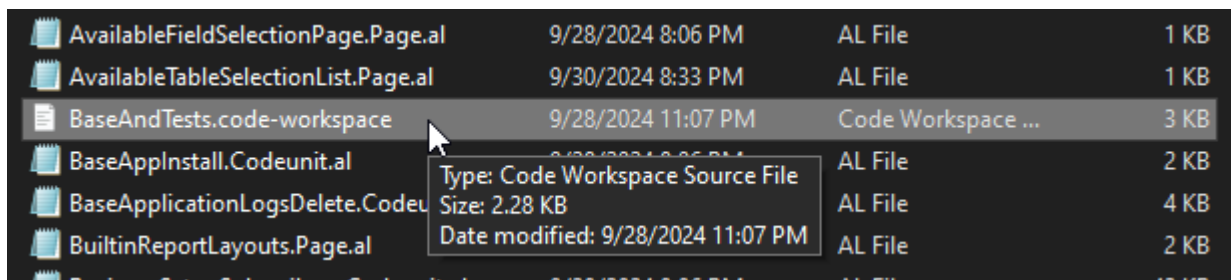 AvailableFieldSelectionPage.Page.al 9/28/2024 8:06 PM AL File 1 KB
AvailableTableSelectionList.Page.al 9/30/2024 8:33 PM AL File 1 KB
BaseAndTests.code-workspace 9/28/2024 11:07 PM Code Workspace ... 3 KB
BaseAppInstall.Codeunit.al AL File 2 KB
BaseApplicationLogsDelete.Codeu AL File 4 KB
BuiltinReportLayouts.Page.al AL File 2 KB
Type: Code Workspace Source File
Size: 2.28 KB
Date modified: 9/28/2024 11:07 PM